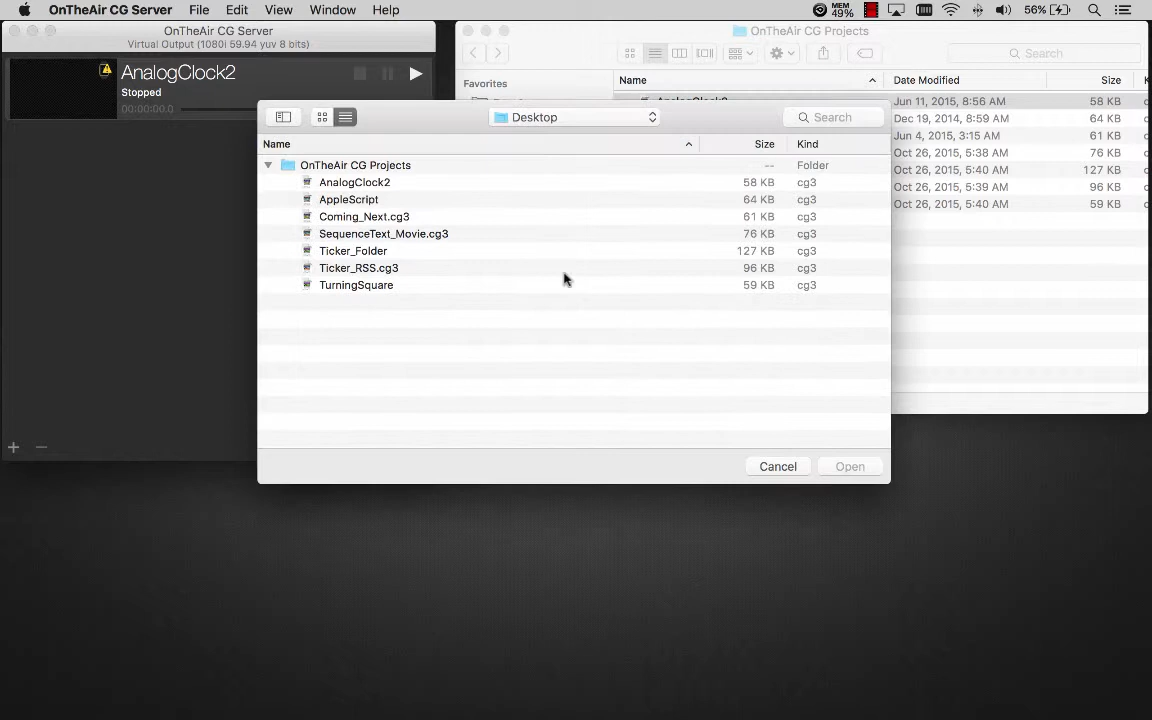 OnTheAir CG Server File Edit View Window Help MEM 49% 56%
OnTheAir CG Server
Virtual Output (1080i 59.94 yuv 8 bits)
AnalogClock2
Stopped
00:00:00.0
OnTheAir CG Projects
Search
Favorites
Name Date Modified Size
Jun 11, 2015, 8:56 AM 58 KB
Dec 19, 2014, 8:59 AM 64 KB
Jun 4, 2015, 3:15 AM 61 KB
Oct 26, 2015, 5:38 AM 76 KB
Oct 26, 2015, 5:40 AM 127 KB
Oct 26, 2015, 5:39 AM 96 KB
Oct 26, 2015, 5:40 AM 59 KB
Desktop
Search
Name Size Kind
OnTheAir CG Projects -- Folder
AnalogClock2 58 KB cg3
AppleScript 64 KB cg3
Coming_Next.cg3 61 KB cg3
SequenceText_Movie.cg3 76 KB cg3
Ticker_Folder 127 KB cg3
Ticker_RSS.cg3 96 KB cg3
TurningSquare 59 KB cg3
Cancel Open